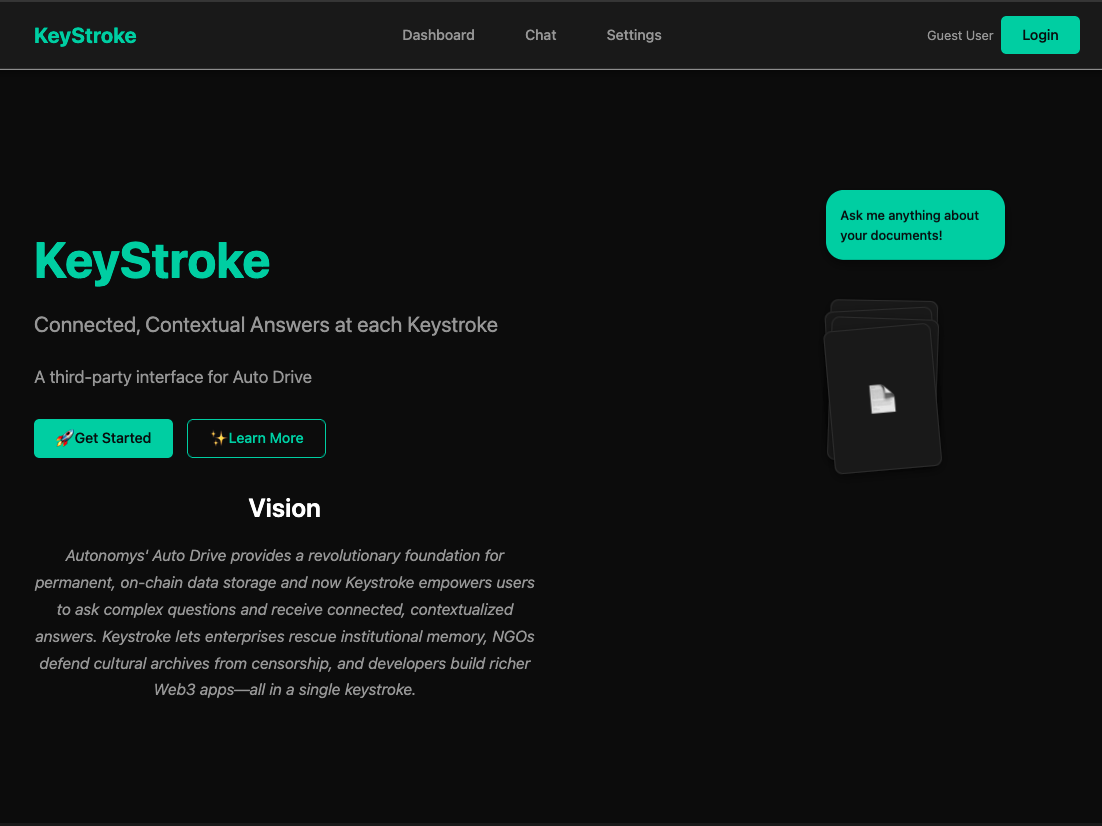 KeyStroke
Dashboard
Chat
Settings
Guest User
Login
Ask me anything about
your documents!
KeyStroke
Connected, Contextual Answers at each Keystroke
A third-party interface for Auto Drive
🚀Get Started
✨Learn More
Vision
Autonomys' Auto Drive provides a revolutionary foundation for
permanent, on-chain data storage and now Keystroke empowers users
to ask complex questions and receive connected, contextualized
answers. Keystroke lets enterprises rescue institutional memory, NGOs
defend cultural archives from censorship, and developers build richer
Web3 apps—all in a single keystroke.